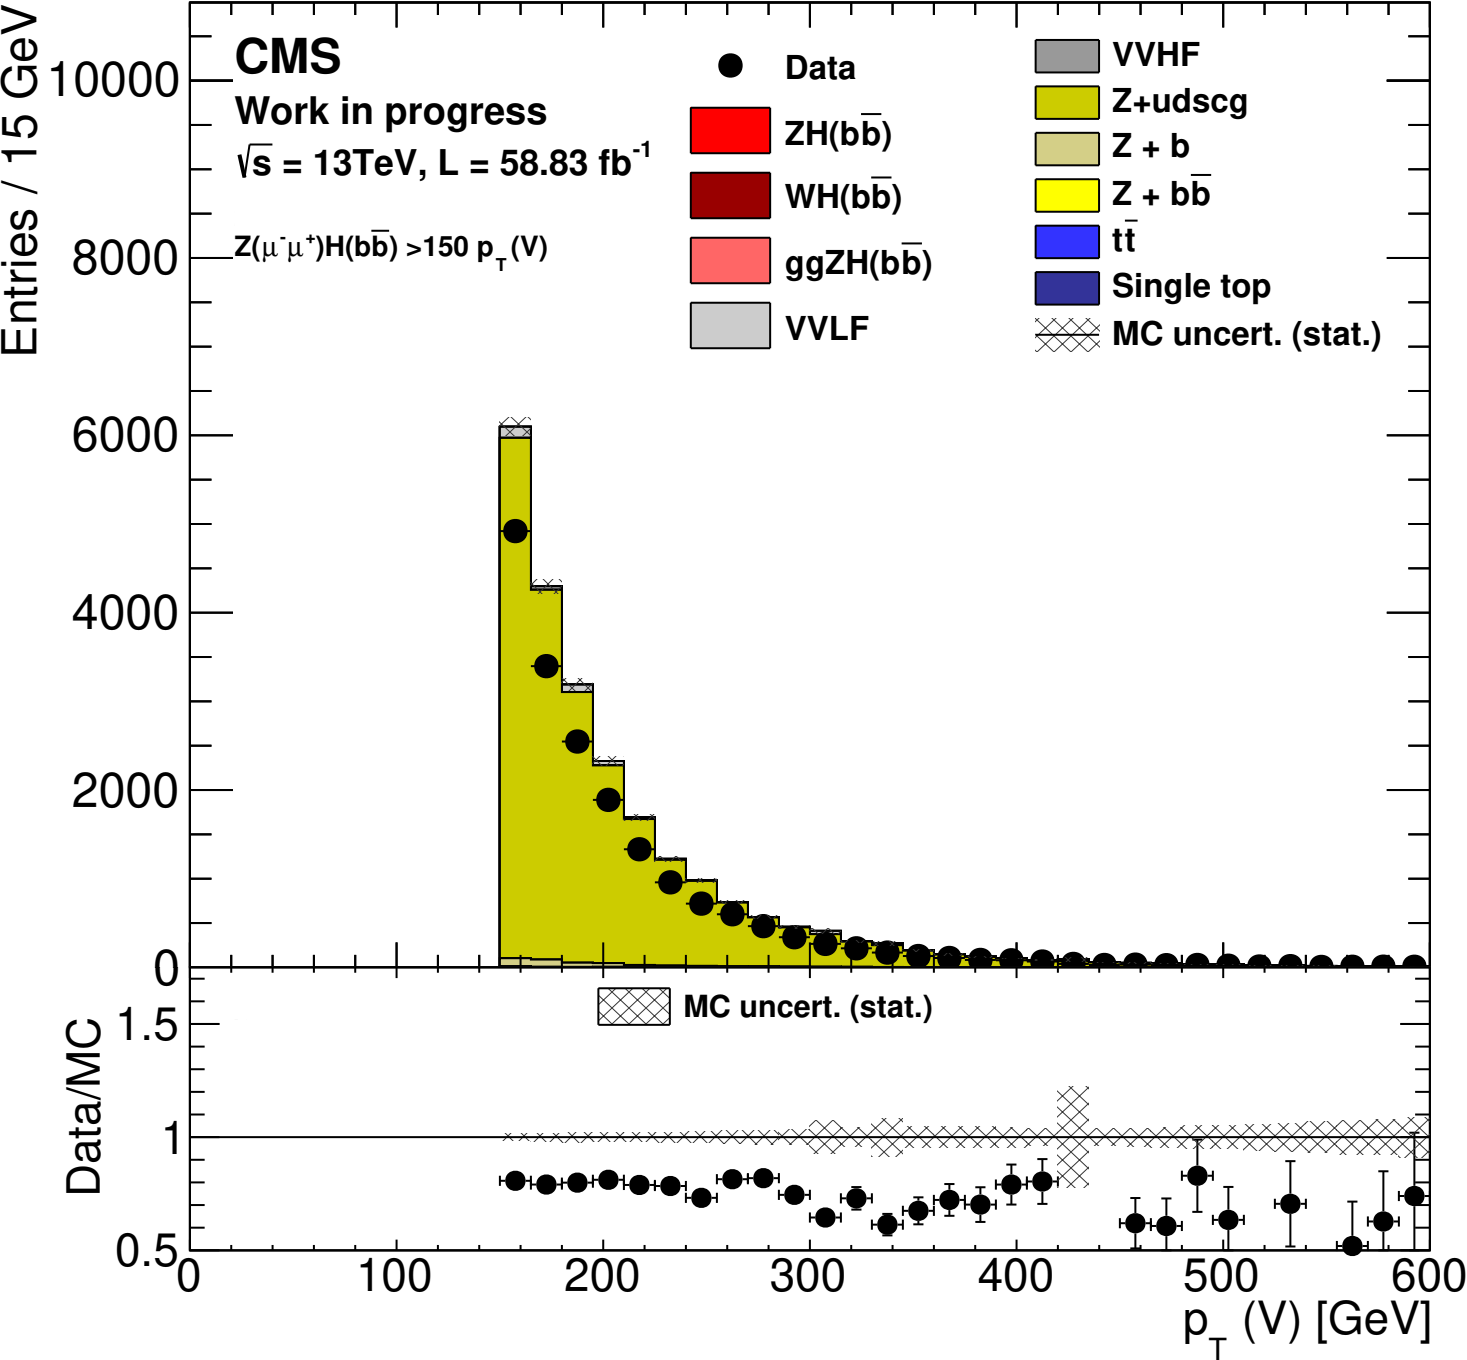 Entries / 15 GeV
10000
8000
6000
4000
2000
0
CMS
Work in progress
√s = 13TeV, L = 58.83 fb⁻¹
Z(μ⁻μ⁺)H(bb̅) >150 p_T(V)
Data
ZH(bb̅)
WH(bb̅)
ggZH(bb̅)
VVLF
VVHF
Z+udscg
Z + b
Z + bb̅
tt̅
Single top
MC uncert. (stat.)
Data/MC
1.5
1
0.5
MC uncert. (stat.)
0 100 200 300 400 500 600
p_T (V) [GeV]